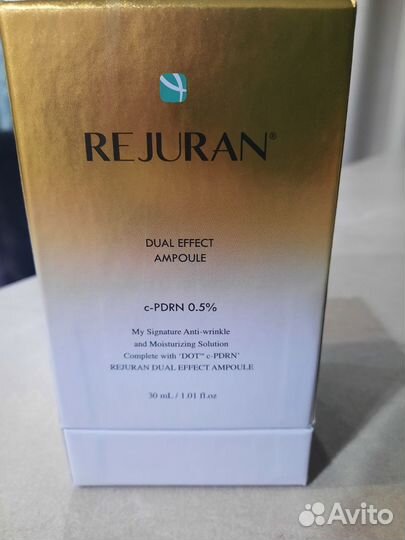 REJURAN®
DUAL EFFECT
AMPOULE
c-PDRN 0.5%
My Signature Anti-wrinkle
and Moisturizing Solution
Complete with 'DOT™ c-PDRN'
REJURAN DUAL EFFECT AMPOULE
30 mL / 1.01 fl.oz
Avito